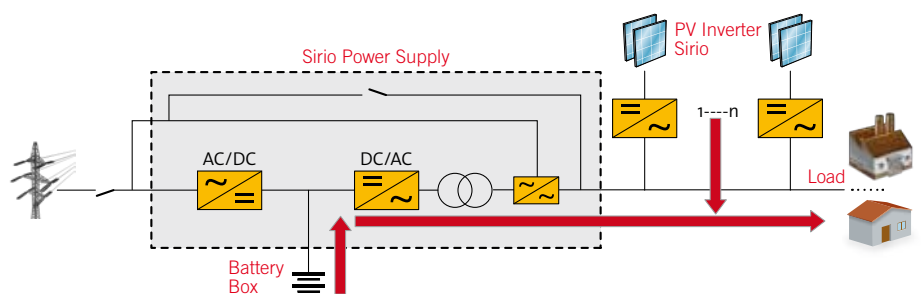 PV Inverter
Sirio
Sirio Power Supply
1----n
AC/DC
DC/AC
Load
Battery
Box